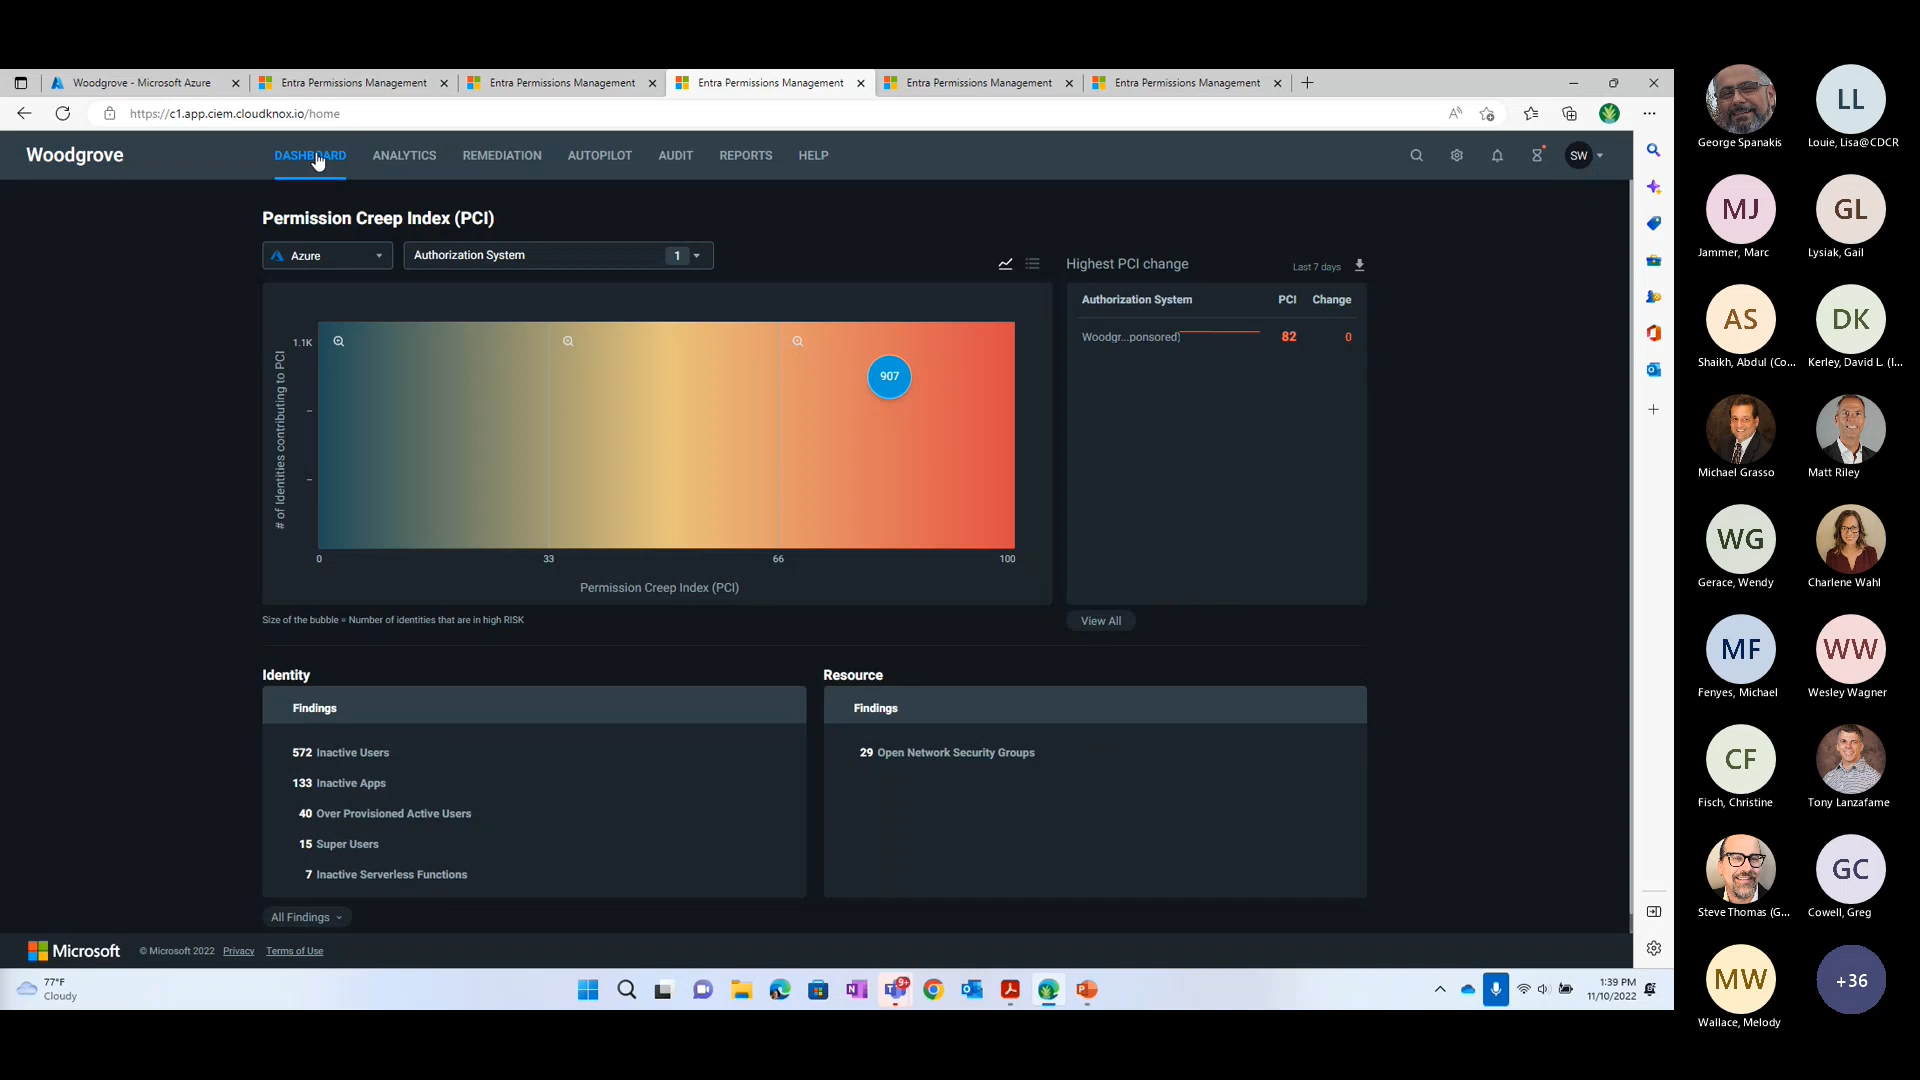 Woodgrove - Microsoft Azure
Entra Permissions Management
Entra Permissions Management
Entra Permissions Management
Entra Permissions Management
Entra Permissions Management
https://c1.app.ciem.cloudknox.io/home
Woodgrove
DASHBOARD
ANALYTICS
REMEDIATION
AUTOPILOT
AUDIT
REPORTS
HELP
SW
Permission Creep Index (PCI)
Azure
Authorization System
1
Highest PCI change
Last 7 days
Authorization System PCI Change
Woodgr...ponsored) 82 0
1.1K
907
# of Identities contributing to PCI
0 33 66 100
Permission Creep Index (PCI)
Size of the bubble = Number of identities that are in high RISK
View All
Identity
Findings
572 Inactive Users
133 Inactive Apps
40 Over Provisioned Active Users
15 Super Users
7 Inactive Serverless Functions
All Findings
Resource
Findings
29 Open Network Security Groups
Microsoft
© Microsoft 2022 Privacy Terms of Use
77°F
Cloudy
9+
1:39 PM
11/10/2022
George Spanakis
LL
Louie, Lisa@CDCR
MJ
Jammer, Marc
GL
Lysiak, Gail
AS
Shaikh, Abdul (Co...
DK
Kerley, David L. (I...
Michael Grasso
Matt Riley
WG
Gerace, Wendy
Charlene Wahl
MF
Fenyes, Michael
WW
Wesley Wagner
CF
Fisch, Christine
Tony Lanzafame
Steve Thomas (G...
GC
Cowell, Greg
MW
Wallace, Melody
+36